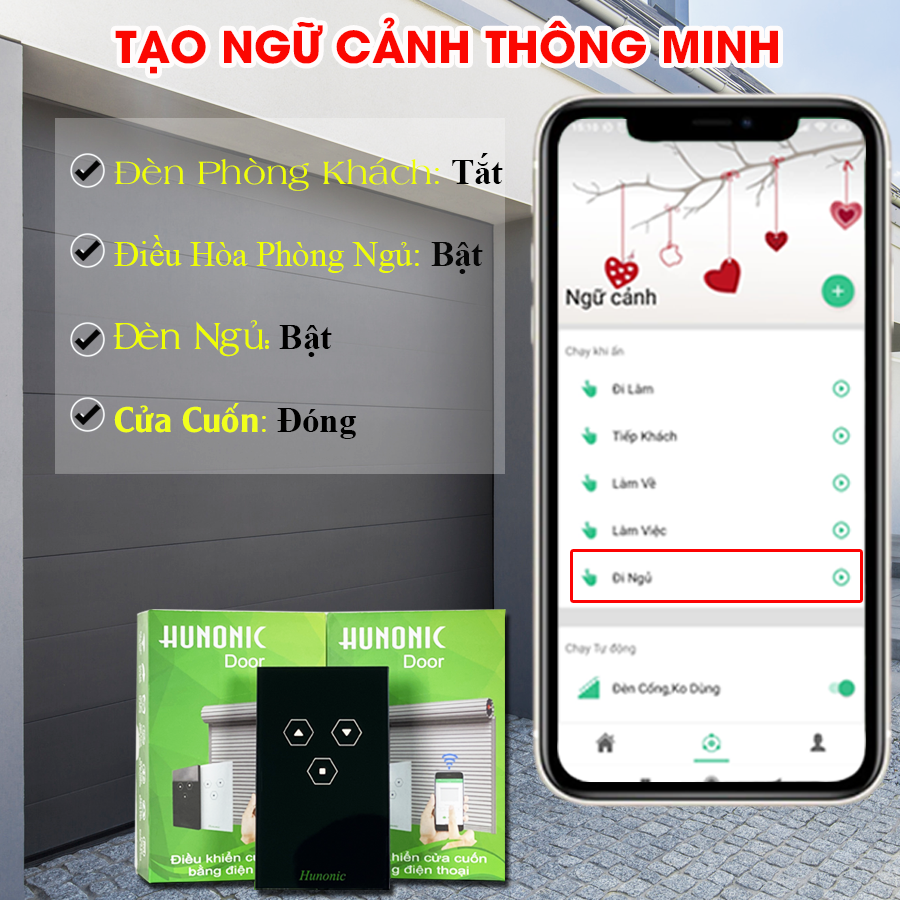 TẠO NGỮ CẢNH THÔNG MINH
Đèn Phòng Khách: Tắt
Điều Hòa Phòng Ngủ: Bật
Đèn Ngủ: Bật
Cửa Cuốn: Đóng
Ngữ cảnh
Chạy khi ấn
Đi Làm
Tiếp Khách
Làm Về
Làm Việc
Đi Ngủ
Chạy Tự động
Đèn Cổng,Ko Dùng
HUNONIC
Door
Điều khiển
bằng điện
HUNONIC
Door
cửa cuốn
điện thoại
Hunonic